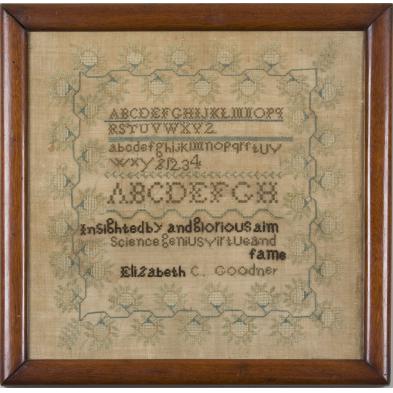 ABCDEFGHIJKLMNOPQ
RSTUVWXYZ
abcdefghijklmnopqrstuv
wxyz1234
ABCDEFGH
Insightedby andgloriousaim
Sciencegeniusvirtueand
fame
Elizabeth C. Goodner